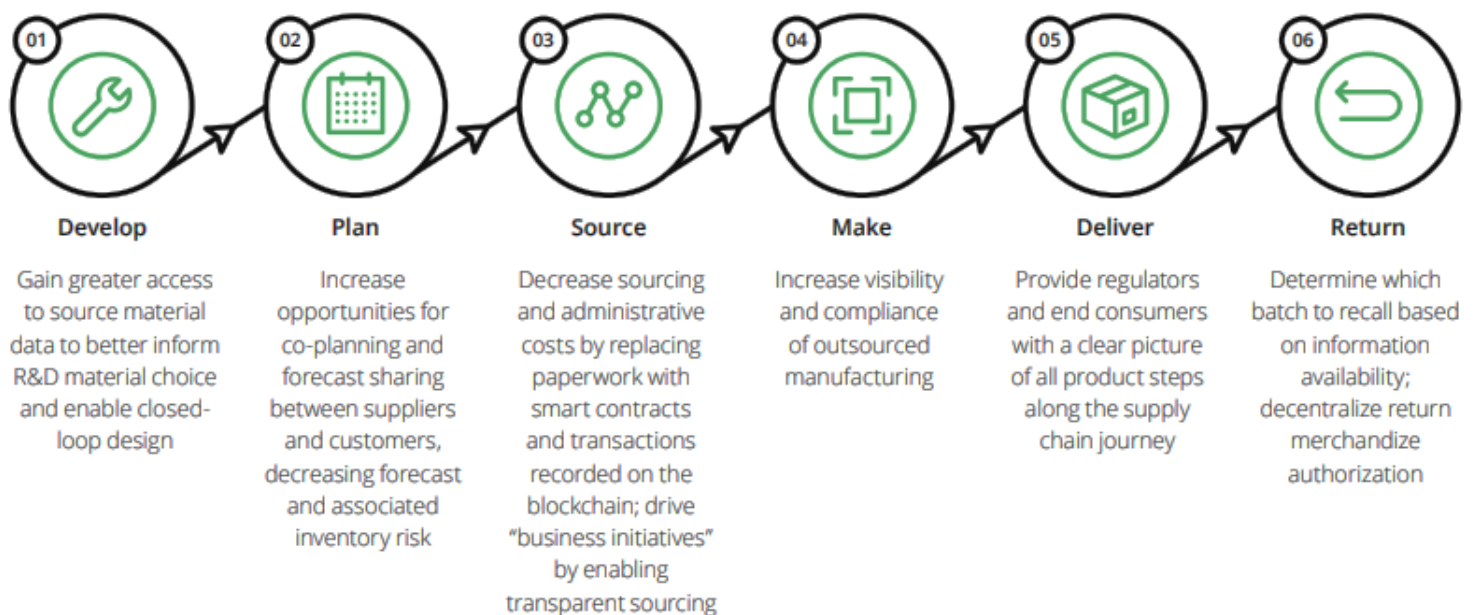 01
02
03
04
05
06
Develop
Gain greater access
to source material
data to better inform
R&D material choice
and enable closed-
loop design
Plan
Increase
opportunities for
co-planning and
forecast sharing
between suppliers
and customers,
decreasing forecast
and associated
inventory risk
Source
Decrease sourcing
and administrative
costs by replacing
paperwork with
smart contracts
and transactions
recorded on the
blockchain; drive
“business initiatives”
by enabling
transparent sourcing
Make
Increase visibility
and compliance
of outsourced
manufacturing
Deliver
Provide regulators
and end consumers
with a clear picture
of all product steps
along the supply
chain journey
Return
Determine which
batch to recall based
on information
availability;
decentralize return
merchandize
authorization